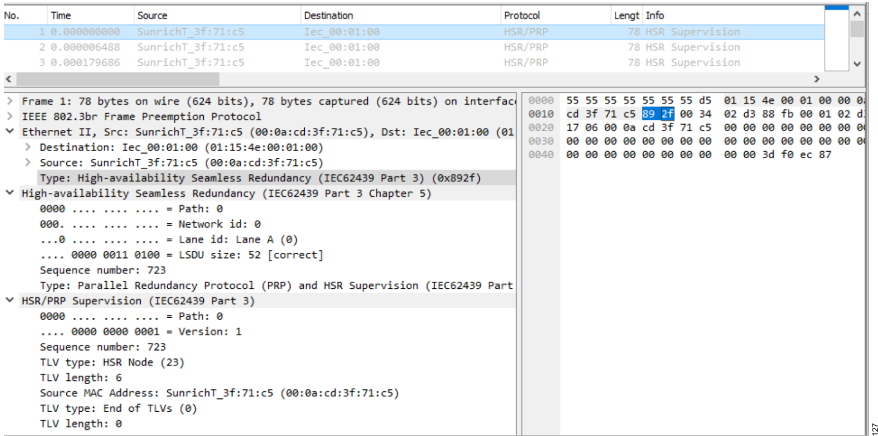 No. Time Source Destination Protocol Lengt Info
1 0.000000000 SunrichT_3f:71:c5 Iec_00:01:00 HSR/PRP 78 HSR Supervision
2 0.000006488 SunrichT_3f:71:c5 Iec_00:01:00 HSR/PRP 78 HSR Supervision
3 0.000179686 SunrichT_3f:71:c5 Iec_00:01:00 HSR/PRP 78 HSR Supervision
Frame 1: 78 bytes on wire (624 bits), 78 bytes captured (624 bits) on interfac
IEEE 802.3br Frame Preemption Protocol
Ethernet II, Src: SunrichT_3f:71:c5 (00:0a:cd:3f:71:c5), Dst: Iec_00:01:00 (01
Destination: Iec_00:01:00 (01:15:4e:00:01:00)
Source: SunrichT_3f:71:c5 (00:0a:cd:3f:71:c5)
Type: High-availability Seamless Redundancy (IEC62439 Part 3) (0x892f)
High-availability Seamless Redundancy (IEC62439 Part 3 Chapter 5)
0000 .... .... .... = Path: 0
000. .... .... .... = Network id: 0
...0 .... .... .... = Lane id: Lane A (0)
.... 0000 0011 0100 = LSDU size: 52 [correct]
Sequence number: 723
Type: Parallel Redundancy Protocol (PRP) and HSR Supervision (IEC62439 Part
HSR/PRP Supervision (IEC62439 Part 3)
0000 .... .... .... = Path: 0
.... 0000 0000 0001 = Version: 1
Sequence number: 723
TLV type: HSR Node (23)
TLV length: 6
Source MAC Address: SunrichT_3f:71:c5 (00:0a:cd:3f:71:c5)
TLV type: End of TLVs (0)
TLV length: 0
0000 55 55 55 55 55 55 55 d5 01 15 4e 00 01 00 00 0a
0010 cd 3f 71 c5 89 2f 00 34 02 d3 88 fb 00 01 02 d
0020 17 06 00 0a cd 3f 71 c5 00 00 00 00 00 00 00 00
0030 00 00 00 00 00 00 00 00 00 00 00 00 00 00 00 00
0040 00 00 00 00 00 00 00 00 00 00 3d f0 ec 87
127